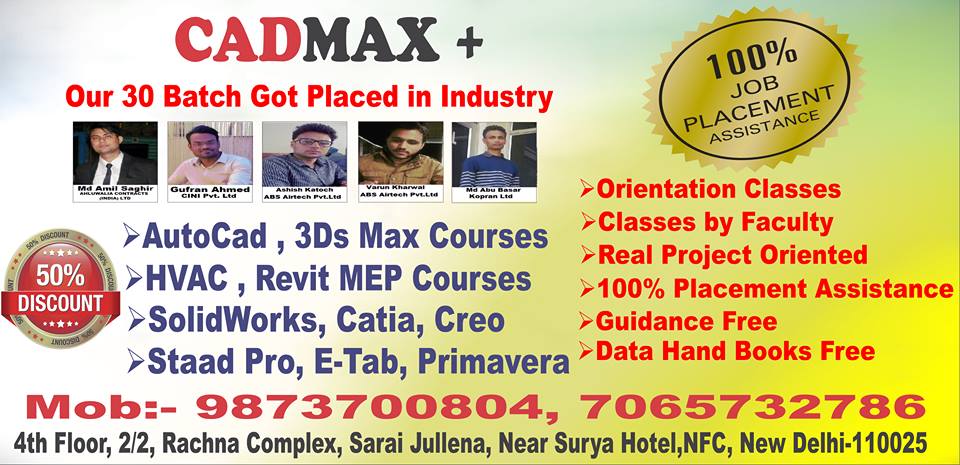 CADMAX +
Our 30 Batch Got Placed in Industry
Md Amil Saghir
AHLUWALIA CONTRACTS
(INDIA) LTD
Gufran Ahmed
CINI Pvt. Ltd
Ashish Katoch
ABS Airtech Pvt.Ltd
Varun Kharwal
ABS Airtech Pvt.Ltd
Md Abu Basar
Kopran Ltd
100%
JOB
PLACEMENT
ASSISTANCE
50% DISCOUNT
50%
DISCOUNT
50% DISCOUNT
➢AutoCad , 3Ds Max Courses
➢HVAC , Revit MEP Courses
➢SolidWorks, Catia, Creo
➢Staad Pro, E-Tab, Primavera
➢Orientation Classes
➢Classes by Faculty
➢Real Project Oriented
➢100% Placement Assistance
➢Guidance Free
➢Data Hand Books Free
Mob:- 9873700804, 7065732786
4th Floor, 2/2, Rachna Complex, Sarai Jullena, Near Surya Hotel,NFC, New Delhi-110025